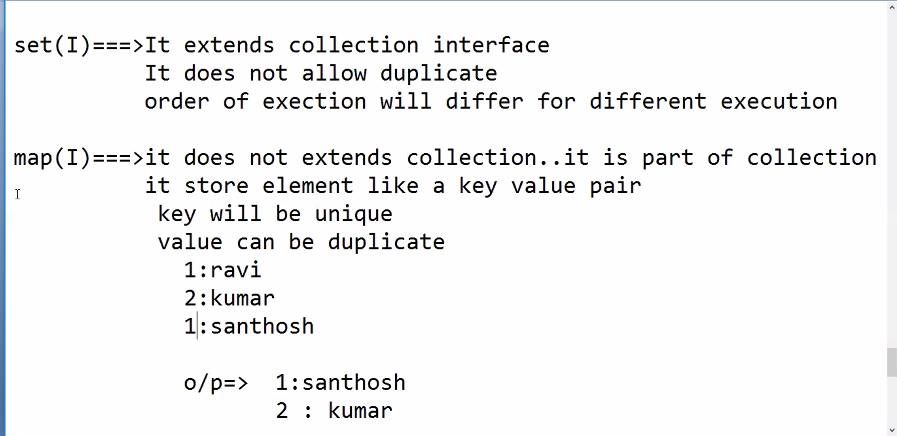 set(I)===>It extends collection interface
It does not allow duplicate
order of exection will differ for different execution
map(I)===>it does not extends collection..it is part of collection
it store element like a key value pair
key will be unique
value can be duplicate
1:ravi
2:kumar
1:santhosh
o/p=> 1:santhosh
2 : kumar